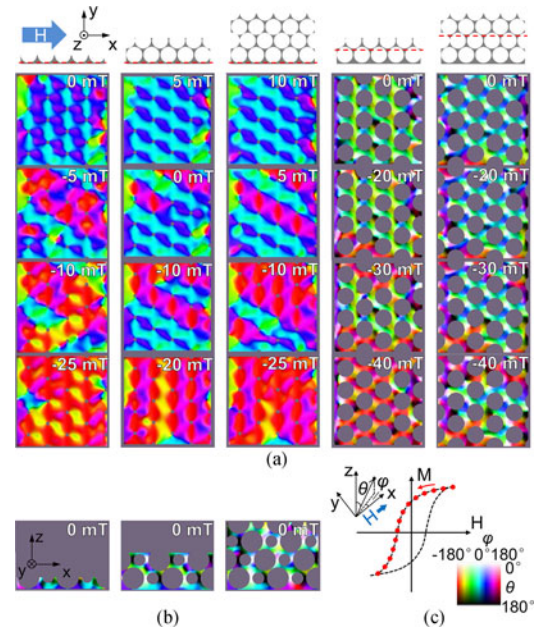 H y z x
0 mT 5 mT 10 mT 0 mT 0 mT
-5 mT 0 mT 5 mT -20 mT -20 mT
-10 mT -10 mT -10 mT -30 mT -30 mT
-25 mT -20 mT -25 mT -40 mT -40 mT
(a)
z θ φ x y H M H
0 mT 0 mT 0 mT
z y x
φ
-180° 0° 180°
0°
θ
180°
(b) (c)